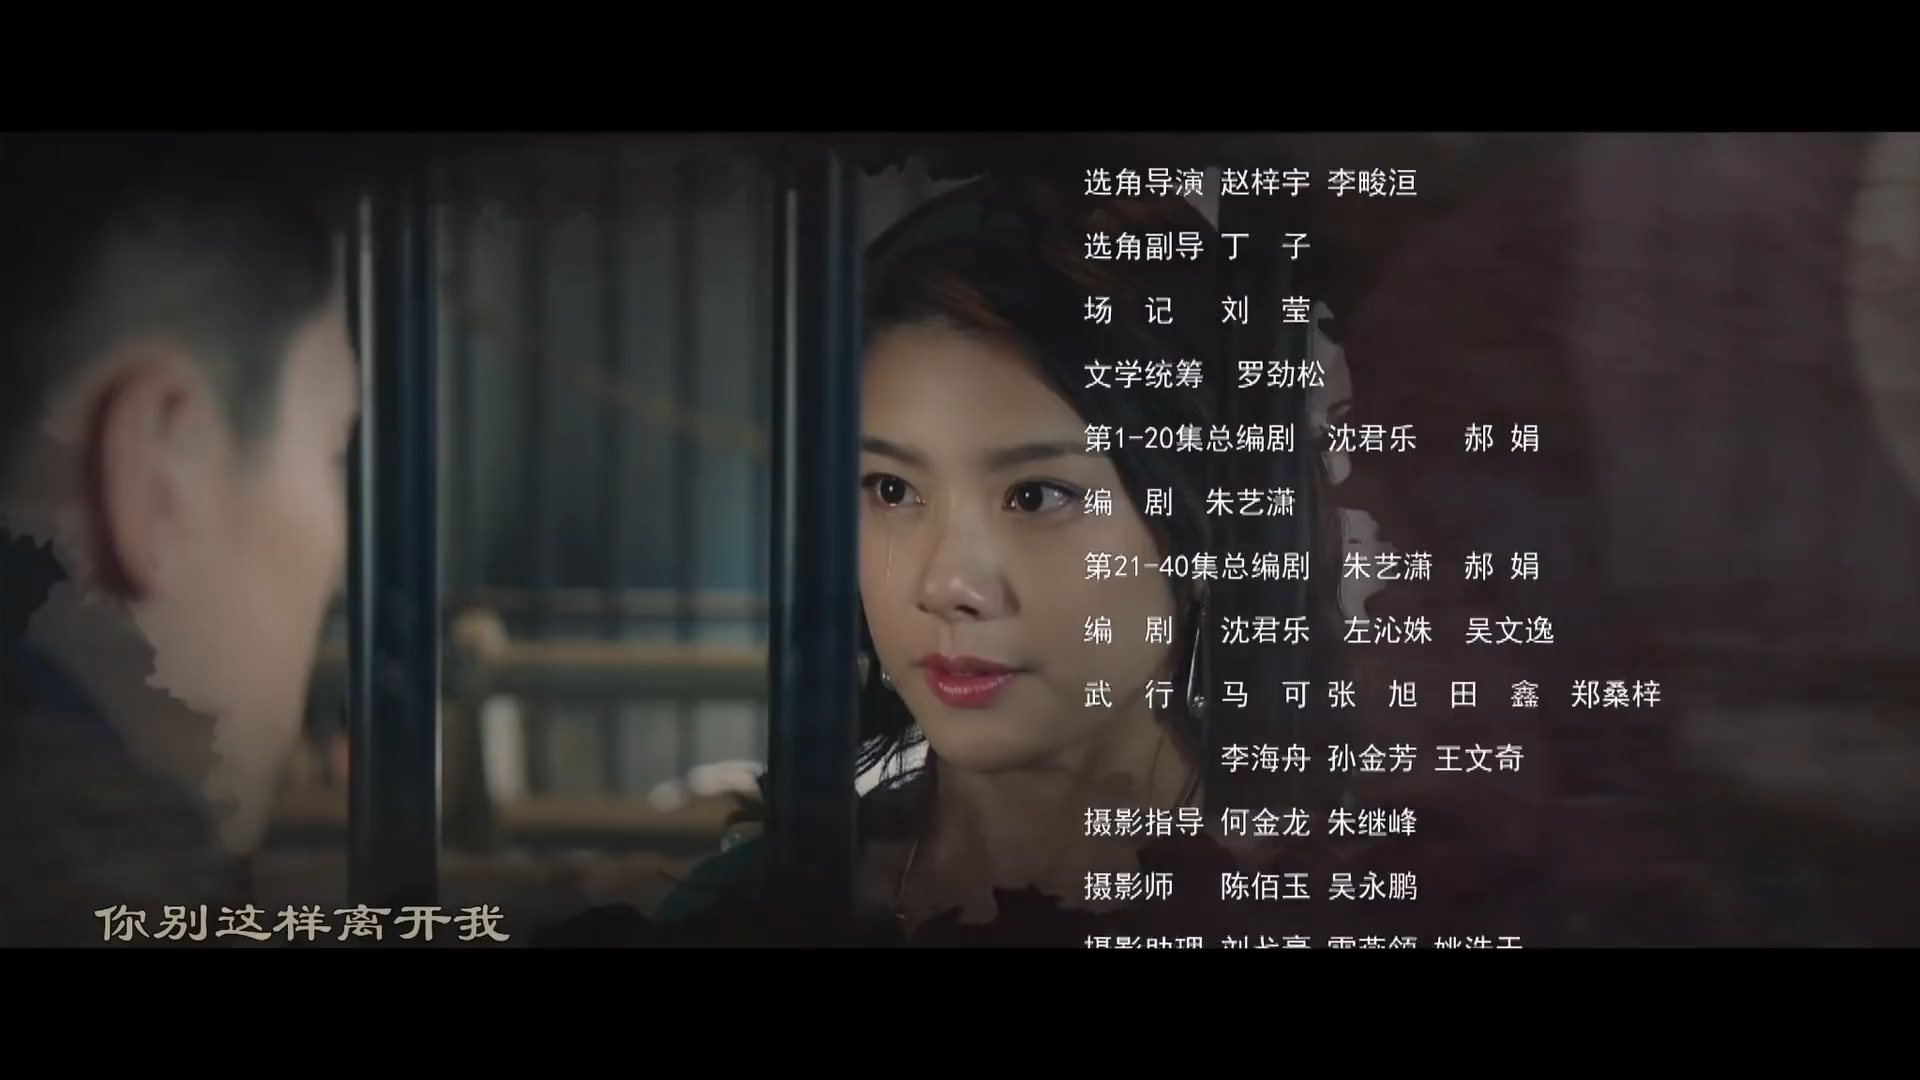 选角导演 赵梓宇 李畯洹
选角副导 丁 子
场 记 刘 莹
文学统筹 罗劲松
第1-20集总编剧 沈君乐 郝 娟
编 剧 朱艺潇
第21-40集总编剧 朱艺潇 郝 娟
编 剧 沈君乐 左沁姝 吴文逸
武 行 马 可 张 旭 田 鑫 郑桑梓
李海舟 孙金芳 王文奇
摄影指导 何金龙 朱继峰
摄影师 陈佰玉 吴永鹏
摄影助理
你别这样离开我